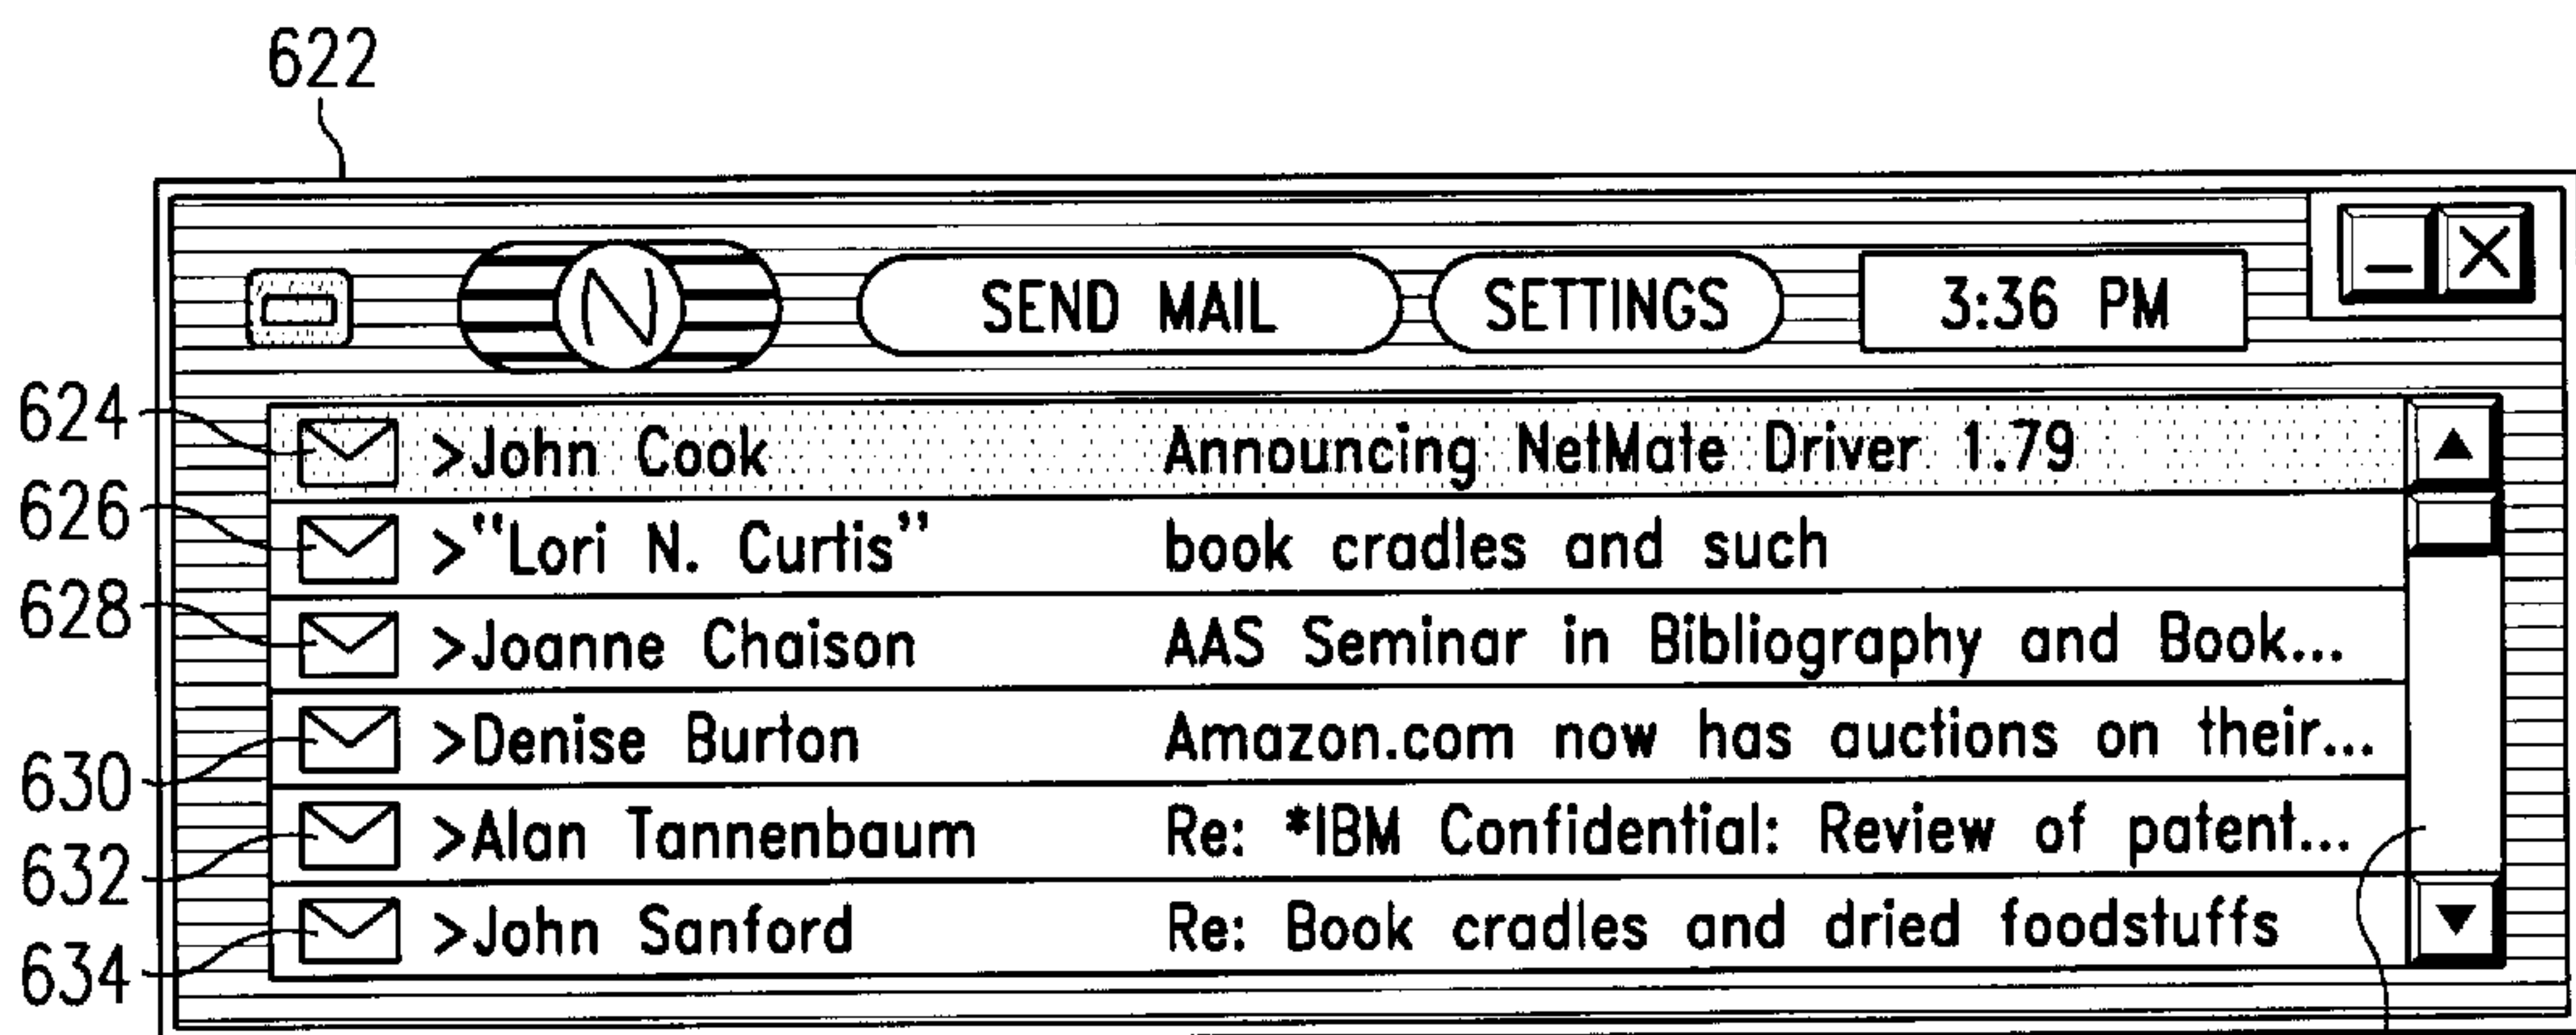 622
N SEND MAIL SETTINGS 3:36 PM
624 >John Cook Announcing NetMate Driver 1.79
626 >"Lori N. Curtis" book cradles and such
628 >Joanne Chaison AAS Seminar in Bibliography and Book...
630 >Denise Burton Amazon.com now has auctions on their...
632 >Alan Tannenbaum Re: *IBM Confidential: Review of patent...
634 >John Sanford Re: Book cradles and dried foodstuffs